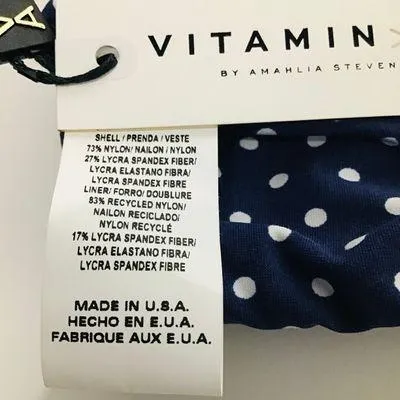 VITAMIN
BY AMAHLIA STEVEN
SHELL / PRENDA / VESTE
73% NYLON/ NAILON / NYLON
27% LYCRA SPANDEX FIBER/
LYCRA ELASTANO FIBRA/
LYCRA SPANDEX FIBRE
LINER/ FORRO/ DOUBLURE
83% RECYCLED NYLON/
NAILON RECICLADO/
NYLON RECYCLÉ
17% LYCRA SPANDEX FIBER/
LYCRA ELASTANO FIBRA/
LYCRA SPANDEX FIBRE
MADE IN U.S.A.
HECHO EN E.U.A.
FABRIQUE AUX E.U.A.